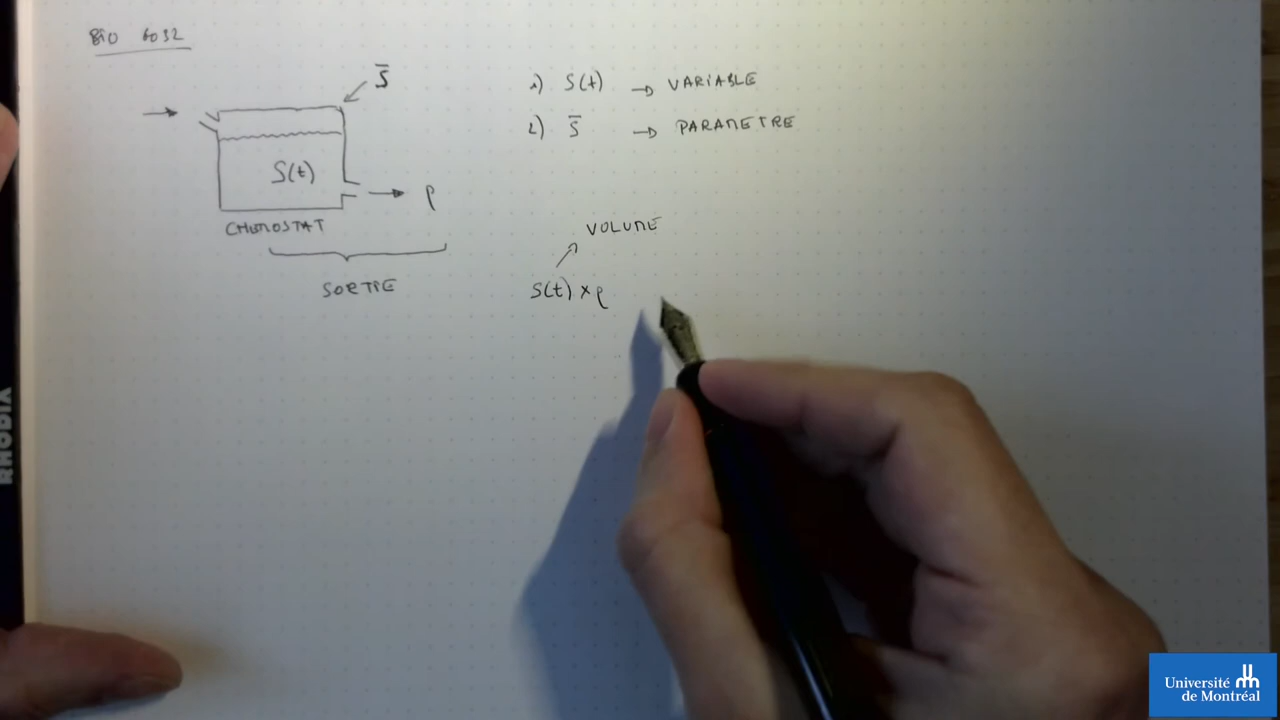 BIO 6032
S̄
S(t)
ρ
CHEMOSTAT
SORTIE
1) S(t) → VARIABLE
2) S̄ → PARAMETRE
VOLUME
S(t) × ρ
RHODIA
Université
de Montréal